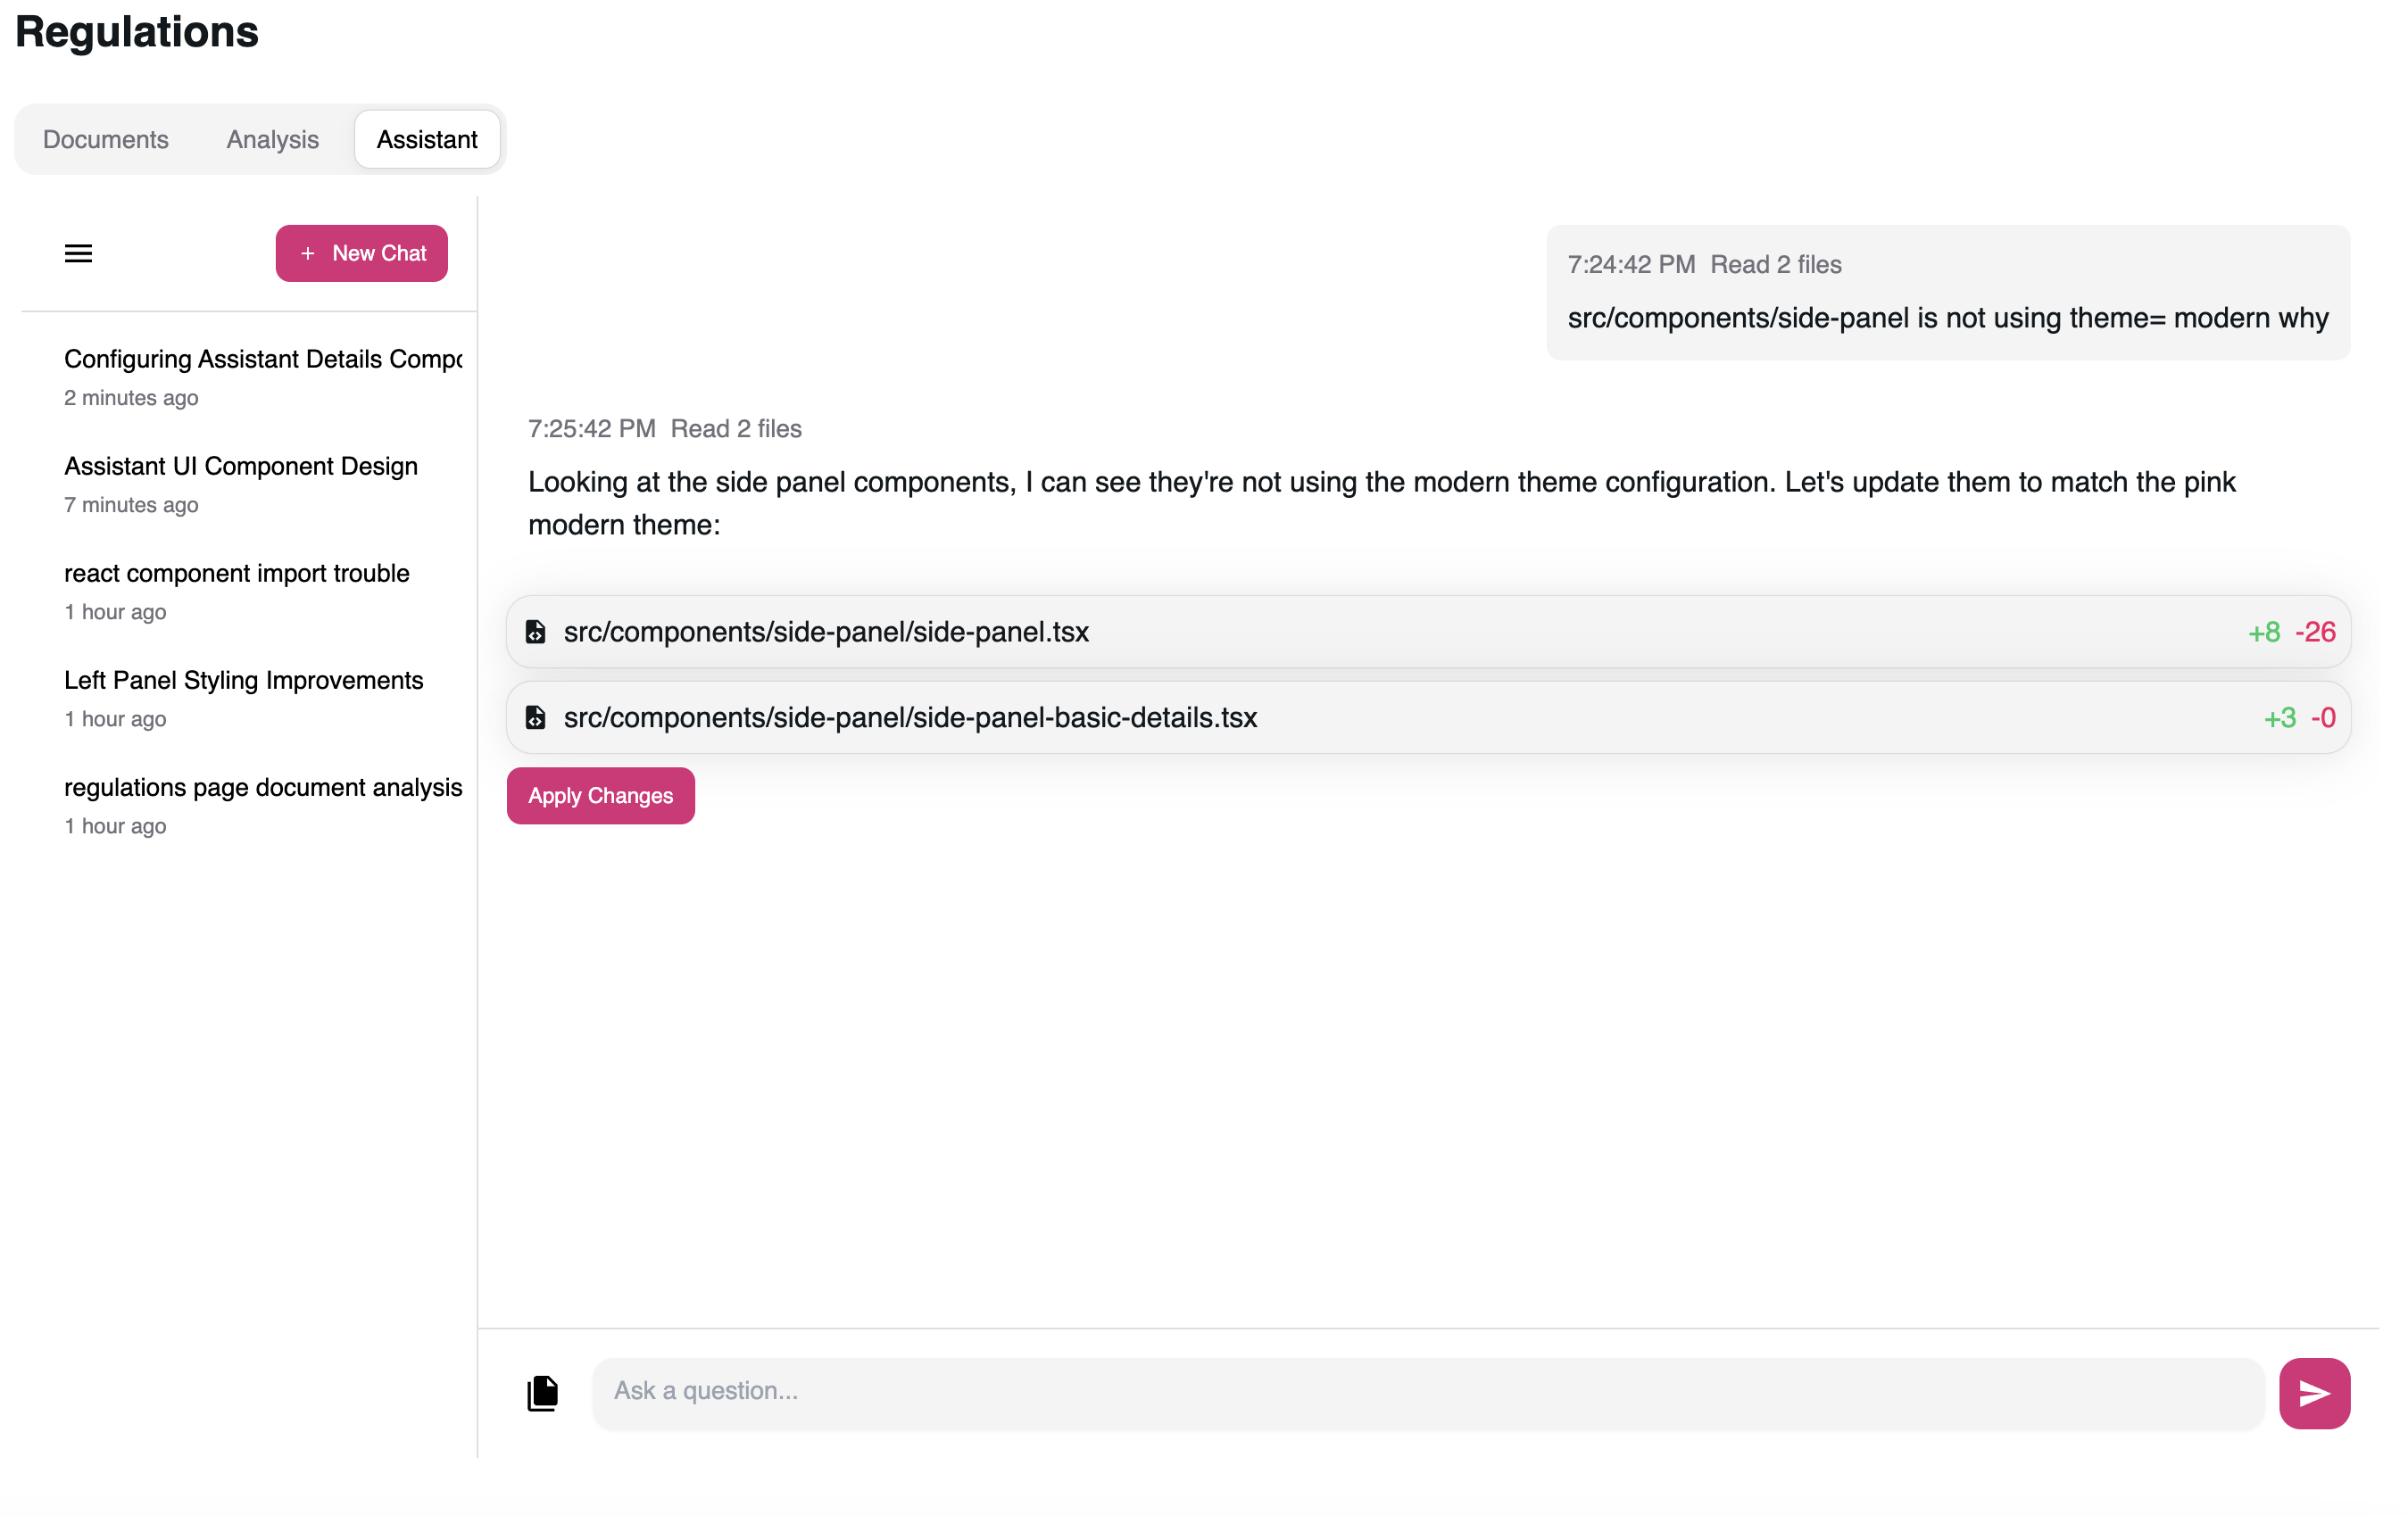 Regulations
Documents Analysis Assistant
+ New Chat
Configuring Assistant Details Compo
2 minutes ago
Assistant UI Component Design
7 minutes ago
react component import trouble
1 hour ago
Left Panel Styling Improvements
1 hour ago
regulations page document analysis
1 hour ago
7:24:42 PM Read 2 files
src/components/side-panel is not using theme= modern why
7:25:42 PM Read 2 files
Looking at the side panel components, I can see they're not using the modern theme configuration. Let's update them to match the pink
modern theme:
src/components/side-panel/side-panel.tsx +8 -26
src/components/side-panel/side-panel-basic-details.tsx +3 -0
Apply Changes
Ask a question...